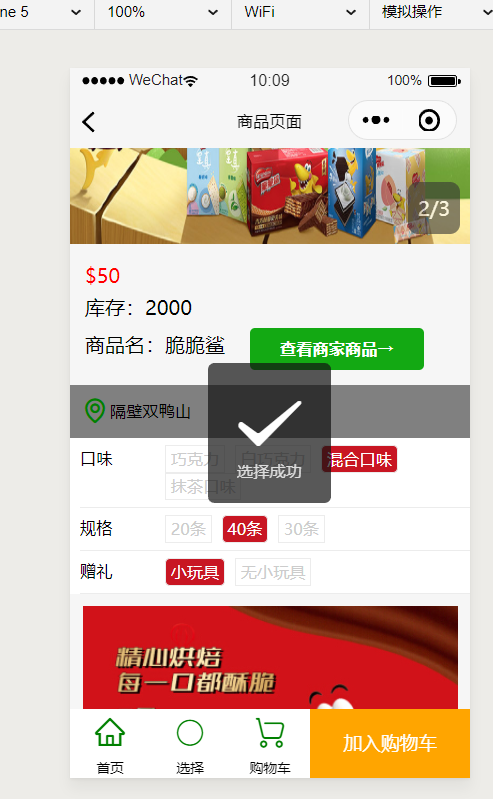 ne 5 100% WiFi 模拟操作
WeChat 10:09 100%
商品页面
2/3
$50
库存：2000
商品名：脆脆鲨 查看商家商品→
隔壁双鸭山
选择成功
口味 巧克力 白巧克力 混合口味
抹茶口味
规格 20条 40条 30条
赠礼 小玩具 无小玩具
精心烘焙
每一口都酥脆
首页 选择 购物车 加入购物车